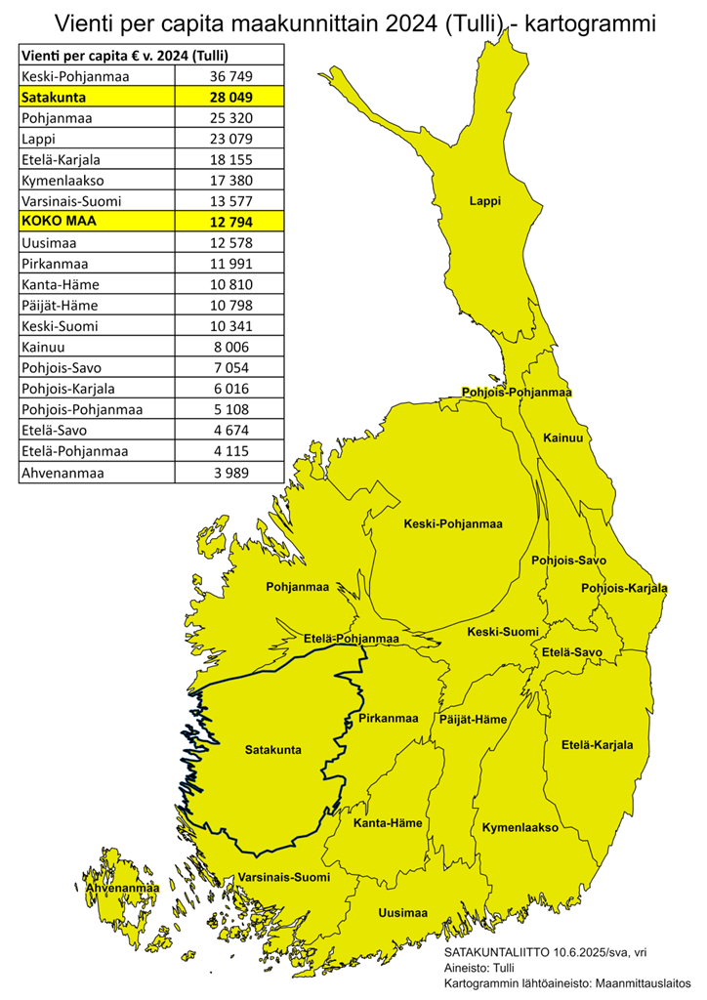 Vienti per capita maakunnittain 2024 (Tulli) - kartogrammi
Vienti per capita € v. 2024 (Tulli)
Keski-Pohjanmaa 36 749
Satakunta 28 049
Pohjanmaa 25 320
Lappi 23 079
Etelä-Karjala 18 155
Kymenlaakso 17 380
Varsinais-Suomi 13 577
KOKO MAA 12 794
Uusimaa 12 578
Pirkanmaa 11 991
Kanta-Häme 10 810
Päijät-Häme 10 798
Keski-Suomi 10 341
Kainuu 8 006
Pohjois-Savo 7 054
Pohjois-Karjala 6 016
Pohjois-Pohjanmaa 5 108
Etelä-Savo 4 674
Etelä-Pohjanmaa 4 115
Ahvenanmaa 3 989
Lappi
Pohjois-Pohjanmaa
Kainuu
Keski-Pohjanmaa
Pohjois-Savo
Pohjanmaa
Pohjois-Karjala
Keski-Suomi
Etelä-Pohjanmaa
Etelä-Savo
Pirkanmaa
Päijät-Häme
Etelä-Karjala
Satakunta
Kanta-Häme
Kymenlaakso
Varsinais-Suomi
Ahvenanmaa
Uusimaa
SATAKUNTALIITTO 10.6.2025/sva, vri
Aineisto: Tulli
Kartogrammin lähtöaineisto: Maanmittauslaitos